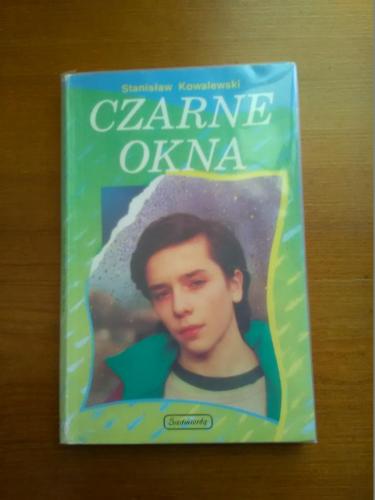 Stanisław Kowalewski
CZARNE
OKNA
Siedmioróg